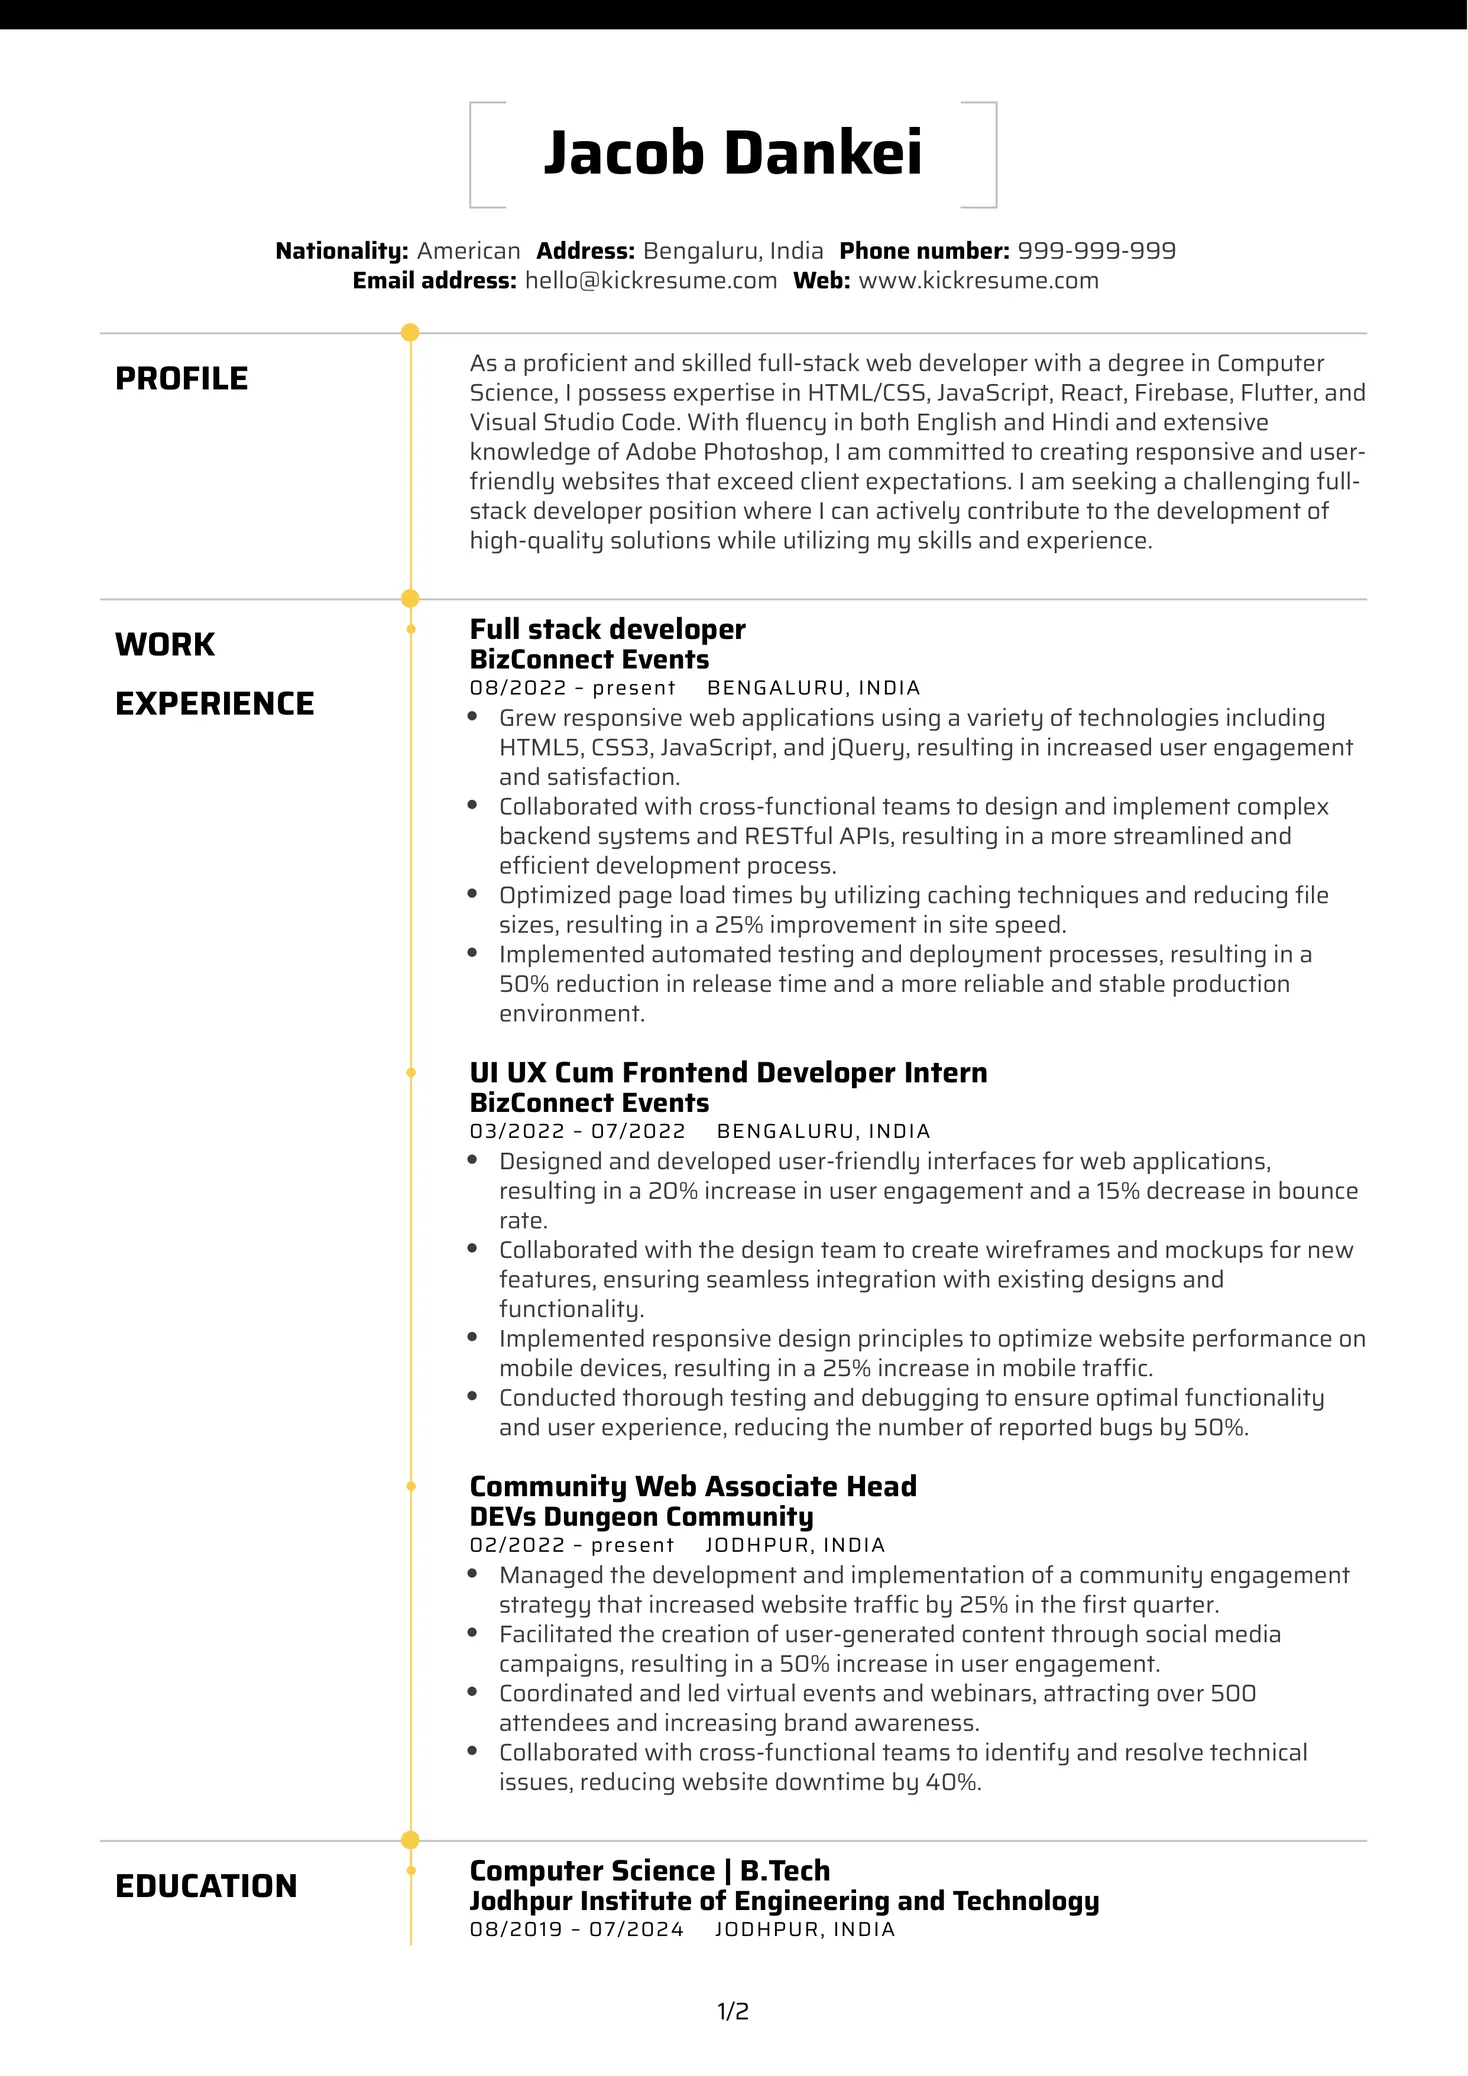 Jacob Dankei
Nationality: American Address: Bengaluru, India Phone number: 999-999-999
Email address: hello@kickresume.com Web: www.kickresume.com
PROFILE
As a proficient and skilled full-stack web developer with a degree in Computer
Science, I possess expertise in HTML/CSS, JavaScript, React, Firebase, Flutter, and
Visual Studio Code. With fluency in both English and Hindi and extensive
knowledge of Adobe Photoshop, I am committed to creating responsive and user-
friendly websites that exceed client expectations. I am seeking a challenging full-
stack developer position where I can actively contribute to the development of
high-quality solutions while utilizing my skills and experience.
WORK
EXPERIENCE
Full stack developer
BizConnect Events
08/2022 – present BENGALURU, INDIA
• Grew responsive web applications using a variety of technologies including
HTML5, CSS3, JavaScript, and jQuery, resulting in increased user engagement
and satisfaction.
• Collaborated with cross-functional teams to design and implement complex
backend systems and RESTful APIs, resulting in a more streamlined and
efficient development process.
• Optimized page load times by utilizing caching techniques and reducing file
sizes, resulting in a 25% improvement in site speed.
• Implemented automated testing and deployment processes, resulting in a
50% reduction in release time and a more reliable and stable production
environment.
UI UX Cum Frontend Developer Intern
BizConnect Events
03/2022 – 07/2022 BENGALURU, INDIA
• Designed and developed user-friendly interfaces for web applications,
resulting in a 20% increase in user engagement and a 15% decrease in bounce
rate.
• Collaborated with the design team to create wireframes and mockups for new
features, ensuring seamless integration with existing designs and
functionality.
• Implemented responsive design principles to optimize website performance on
mobile devices, resulting in a 25% increase in mobile traffic.
• Conducted thorough testing and debugging to ensure optimal functionality
and user experience, reducing the number of reported bugs by 50%.
Community Web Associate Head
DEVs Dungeon Community
02/2022 – present JODHPUR, INDIA
• Managed the development and implementation of a community engagement
strategy that increased website traffic by 25% in the first quarter.
• Facilitated the creation of user-generated content through social media
campaigns, resulting in a 50% increase in user engagement.
• Coordinated and led virtual events and webinars, attracting over 500
attendees and increasing brand awareness.
• Collaborated with cross-functional teams to identify and resolve technical
issues, reducing website downtime by 40%.
EDUCATION
Computer Science | B.Tech
Jodhpur Institute of Engineering and Technology
08/2019 – 07/2024 JODHPUR, INDIA
1/2